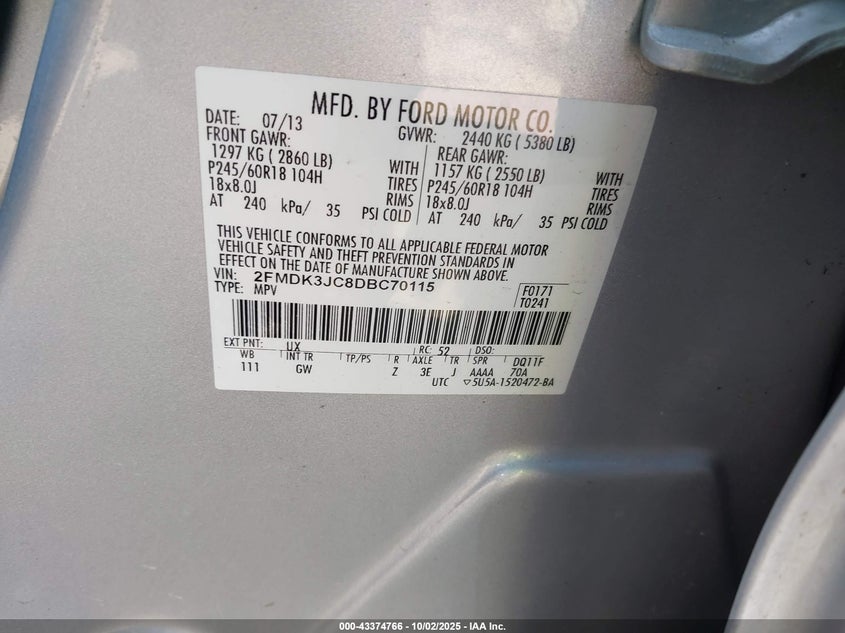 MFD. BY FORD MOTOR CO.
DATE: 07/13 GVWR: 2440 KG ( 5380 LB)
FRONT GAWR: REAR GAWR:
1297 KG ( 2860 LB) WITH 1157 KG ( 2550 LB) WITH
P245/60R18 104H TIRES P245/60R18 104H TIRES
18x8.0J RIMS 18x8.0J RIMS
AT 240 kPa/ 35 PSI COLD AT 240 kPa/ 35 PSI COLD
THIS VEHICLE CONFORMS TO ALL APPLICABLE FEDERAL MOTOR
VEHICLE SAFETY AND THEFT PREVENTION STANDARDS IN
EFFECT ON THE DATE OF MANUFACTURE SHOWN ABOVE.
VIN: 2FMDK3JC8DBC70115 F0171
TYPE: MPV T0241
EXT PNT: UX RC: 52 DSO:
WB INT TR TP/PS R AXLE TR SPR DQ11F
111 GW Z 3E J AAAA 70A
UTC ▽5U5A-1520472-BA
000-43374766 - 10/02/2025 - IAA Inc.